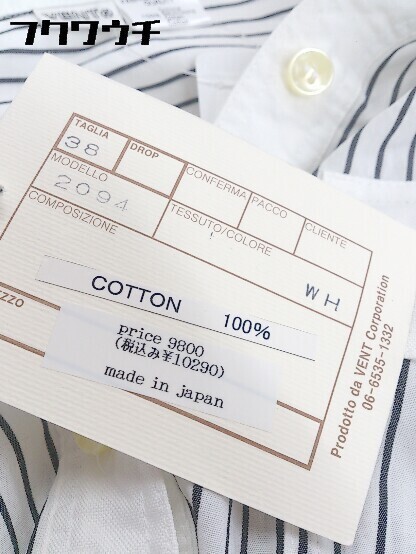 フクワウチ
TAGLIA
DROP
38
CONFERMA
PACCO
CLIENTE
MODELLO
2094
TESSUTO/COLORE
COMPOSIZIONE
WH
COTTON 100%
price 9800
(税込み¥10290)
made in japan
Prodotto da VENT Corporation
06-6535-1332